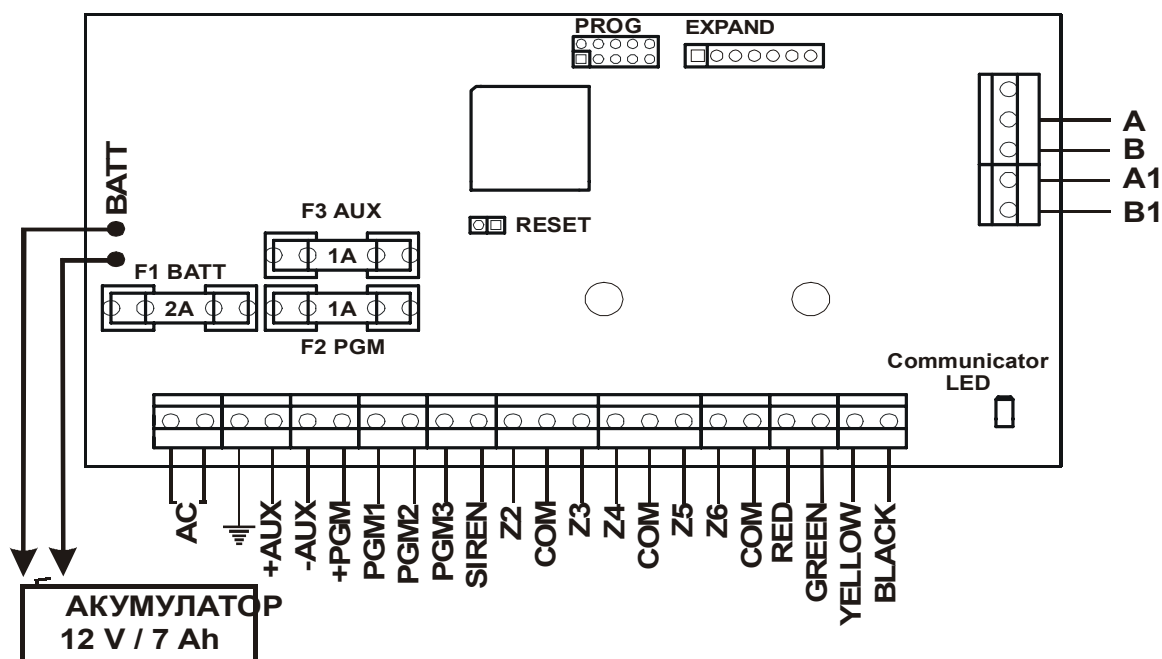 PROG
EXPAND
A
B
A1
B1
BATT
F3 AUX
RESET
1A
F1 BATT
2A
1A
F2 PGM
Communicator
LED
AC
+AUX
-AUX
+PGM
PGM1
PGM2
PGM3
SIREN
Z2
COM
Z3
Z4
COM
Z5
Z6
COM
RED
GREEN
YELLOW
BLACK
АКУМУЛАТОР
12 V / 7 Ah